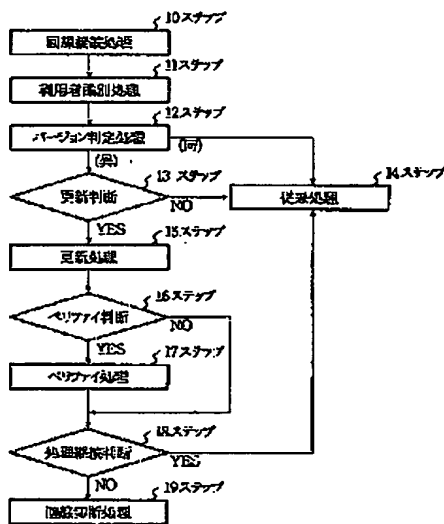 10ステップ
回線接続処理
11ステップ
利用者識別処理
12ステップ
バージョン判定処理
(同)
(異)
13 ステップ
更新判断
NO
14 ステップ
従来処理
YES
15 ステップ
更新処理
16ステップ
ベリファイ判断
NO
YES
17ステップ
ベリファイ処理
18 ステップ
処理継続判断
YES
NO
19ステップ
回線切断処理